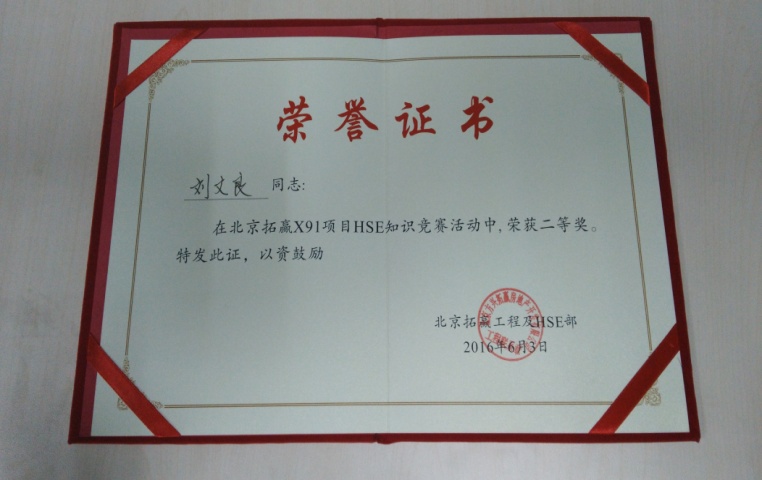 荣誉证书
刘文良 同志:
在北京拓赢X91项目HSE知识竞赛活动中,荣获二等奖。
特发此证，以资鼓励
北京拓赢工程及HSE部
2016年6月3日